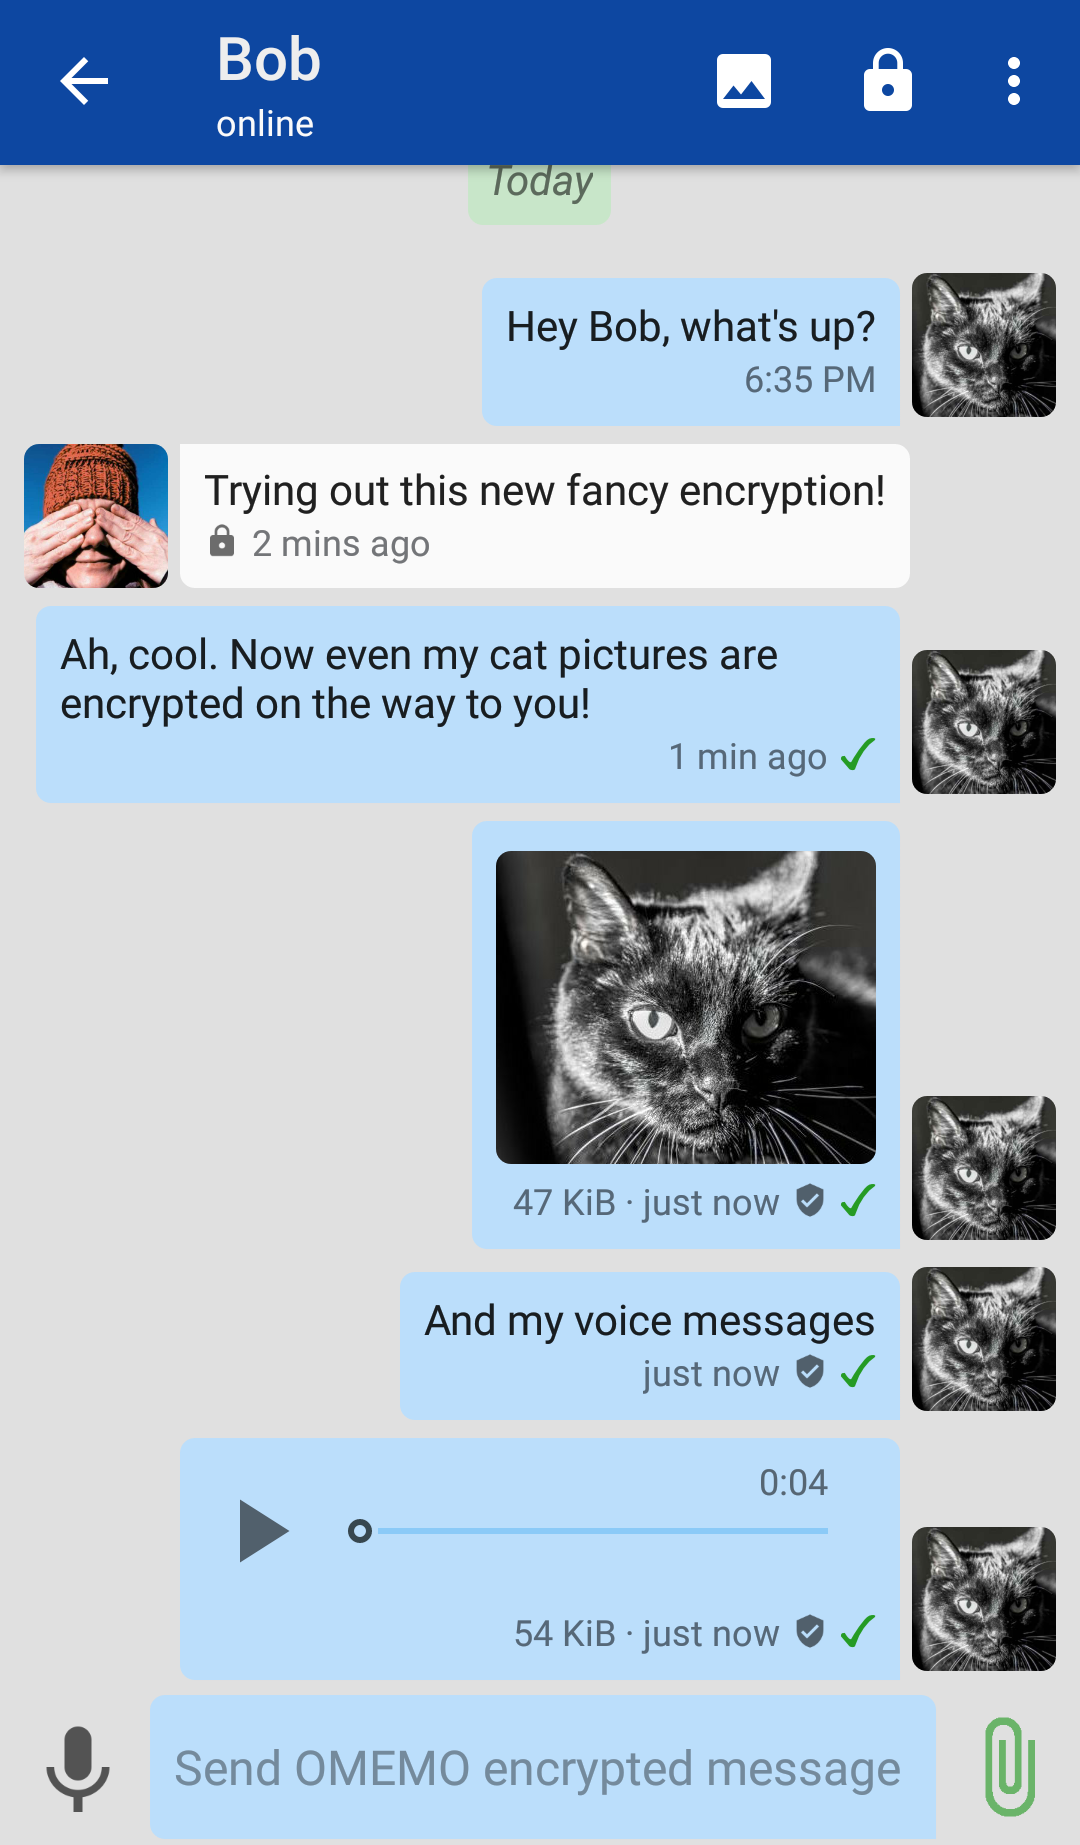 Bob
online
Today
Hey Bob, what's up?
6:35 PM
Trying out this new fancy encryption!
2 mins ago
Ah, cool. Now even my cat pictures are
encrypted on the way to you!
1 min ago
47 KiB · just now
And my voice messages
just now
0:04
54 KiB · just now
Send OMEMO encrypted message